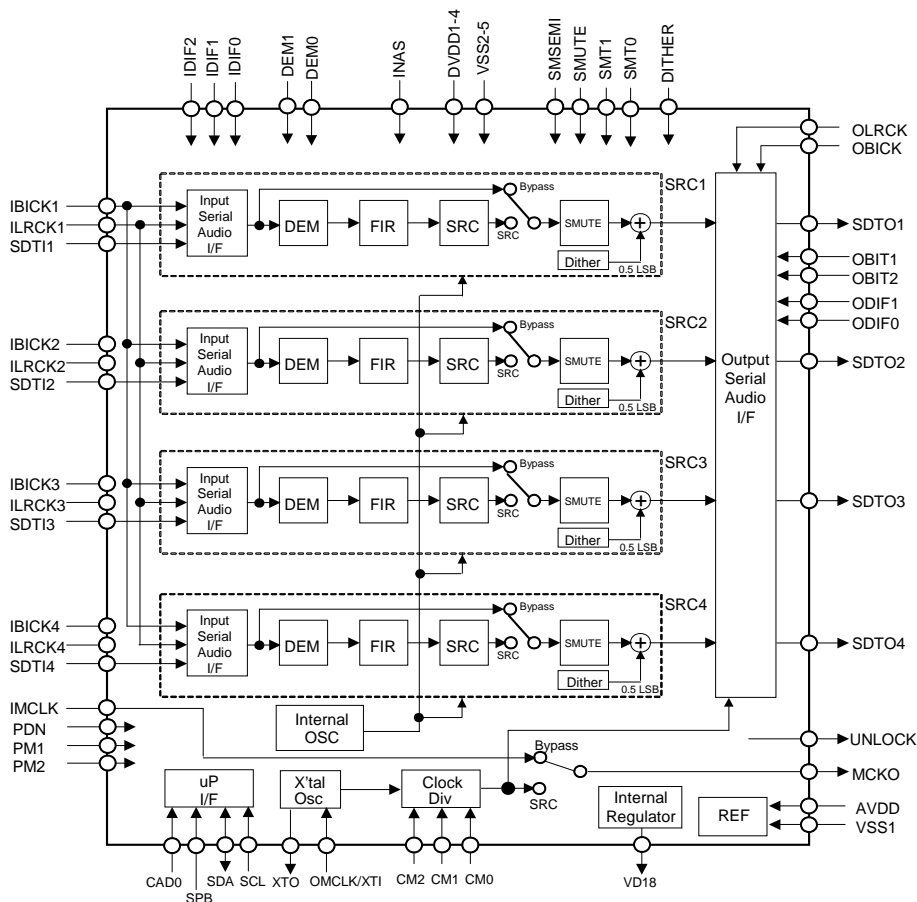 IDIF2
IDIF1
IDIF0
DEM1
DEM0
INAS
DVDD1-4
VSS2-5
SMSEMI
SMUTE
SMT1
SMT0
DITHER
OLRCK
OBICK
IBICK1
ILRCK1
SDTI1
Input
Serial
Audio
I/F
DEM
FIR
SRC
Bypass
SRC
SMUTE
Dither
0.5 LSB
SRC1
SDTO1
OBIT1
OBIT2
ODIF1
ODIF0
IBICK2
ILRCK2
SDTI2
Input
Serial
Audio
I/F
DEM
FIR
SRC
Bypass
SRC
SMUTE
Dither
0.5 LSB
SRC2
Output
Serial
Audio
I/F
SDTO2
IBICK3
ILRCK3
SDTI3
Input
Serial
Audio
I/F
DEM
FIR
SRC
Bypass
SRC
SMUTE
Dither
0.5 LSB
SRC3
SDTO3
IBICK4
ILRCK4
SDTI4
Input
Serial
Audio
I/F
DEM
FIR
SRC
Bypass
SRC
SMUTE
Dither
0.5 LSB
SRC4
SDTO4
IMCLK
PDN
PM1
PM2
Internal
OSC
Bypass
SRC
UNLOCK
MCKO
uP
I/F
X'tal
Osc
Clock
Div
Internal
Regulator
REF
AVDD
VSS1
CAD0
SPB
SDA
SCL
XTO
OMCLK/XTI
CM2
CM1
CM0
VD18